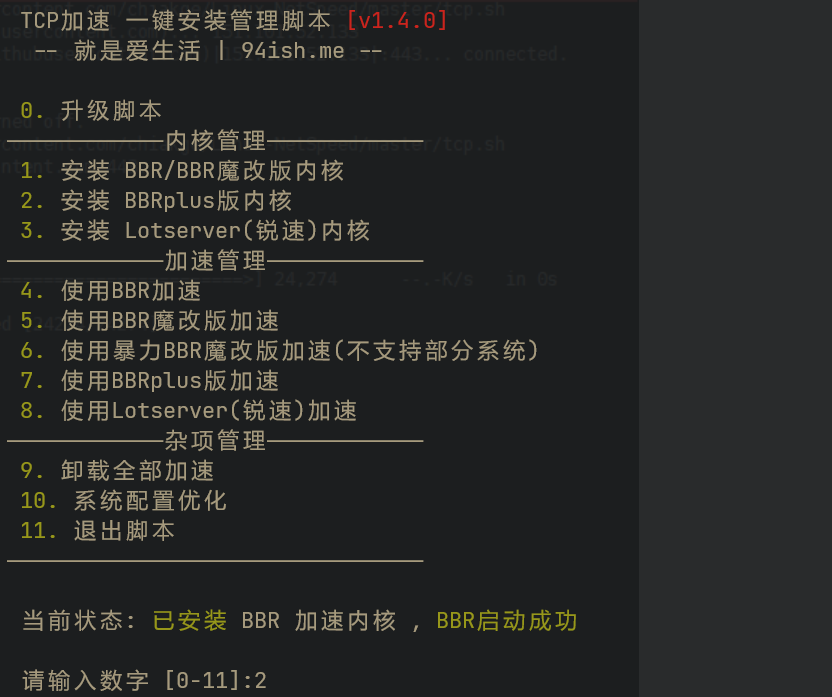 TCP加速 一键安装管理脚本 [v1.4.0]
-- 就是爱生活 | 94ish.me --
0. 升级脚本
————————————内核管理————————————
1. 安装 BBR/BBR魔改版内核
2. 安装 BBRplus版内核
3. 安装 Lotserver(锐速)内核
————————————加速管理————————————
4. 使用BBR加速
5. 使用BBR魔改版加速
6. 使用暴力BBR魔改版加速(不支持部分系统)
7. 使用BBRplus版加速
8. 使用Lotserver(锐速)加速
————————————杂项管理————————————
9. 卸载全部加速
10. 系统配置优化
11. 退出脚本
————————————————————————————————
当前状态: 已安装 BBR 加速内核 , BBR启动成功
请输入数字 [0-11]:2